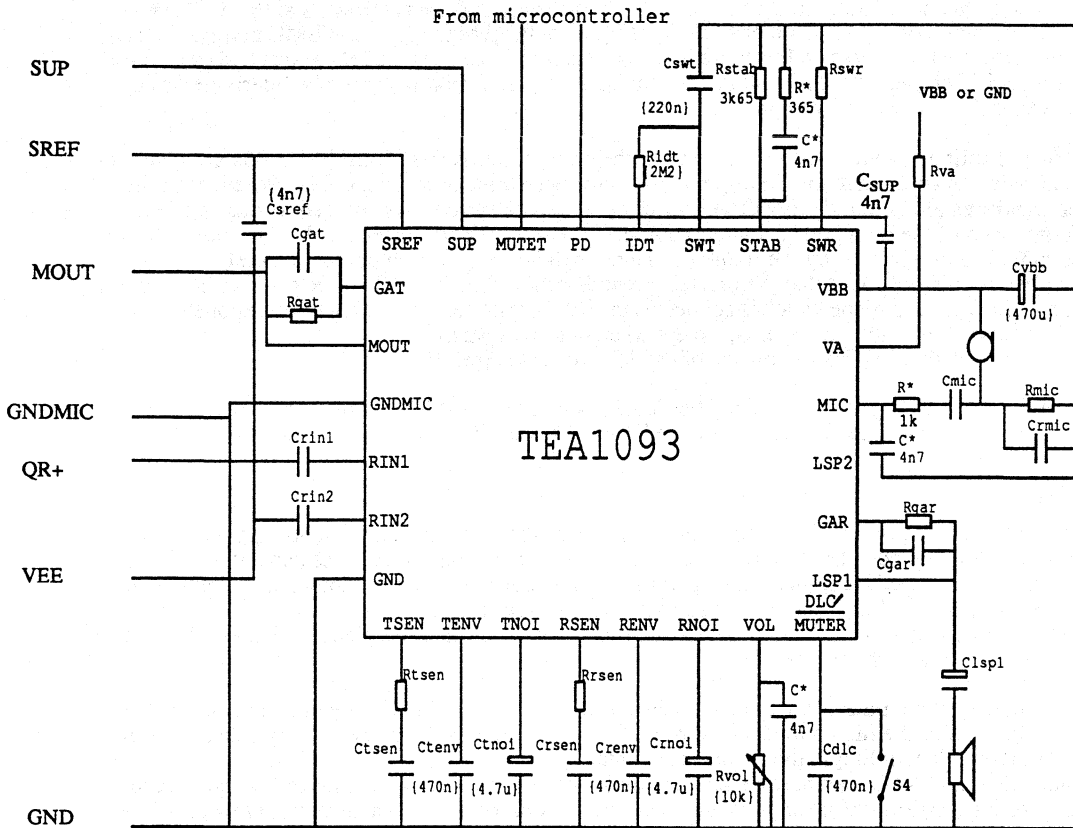 From microcontroller
SUP
SREF
MOUT
GNDMIC
QR+
VEE
GND
{4n7}
Csref
Cgat
Rgat
Crin1
Crin2
Cswt
{220n}
Ridt
{2M2}
Rstab
3k65
R*
365
C*
4n7
Rswr
CSUP
4n7
VBB or GND
Rva
Cvbb
{470u}
SREF SUP MUTET PD IDT SWT STAB SWR
GAT
MOUT
GNDMIC
RIN1
RIN2
GND
TEA1093
VBB
VA
MIC
LSP2
GAR
LSP1
DLC/
MUTER
TSEN TENV TNOI RSEN RENV RNOI VOL
R*
1k
Cmic
Rmic
Crmic
C*
4n7
Rgar
Cgar
Clsp1
Rtsen
Ctsen
Ctenv
{470n}
Ctnoi
{4.7u}
Rrsen
Crsen
Crenv
{470n}
Crnoi
{4.7u}
Rvol
{10k}
C*
4n7
Cdlc
{470n}
S4